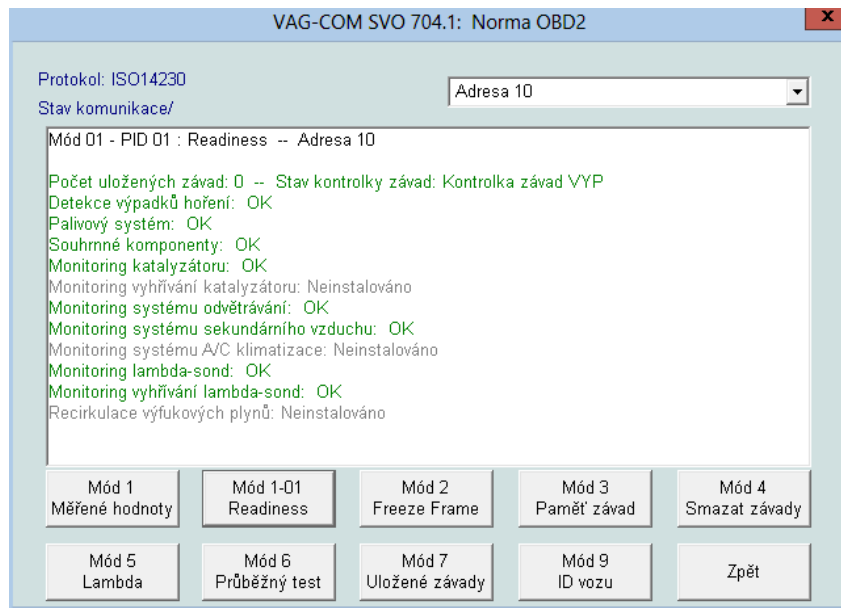 VAG-COM SVO 704.1:  Norma OBD2
x
Protokol: ISO14230
Adresa 10
Stav komunikace/
Mód 01 - PID 01 : Readiness  --  Adresa 10
Počet uložených závad: 0  --  Stav kontrolky závad: Kontrolka závad VYP
Detekce výpadků hoření:  OK
Palivový systém:  OK
Souhrnné komponenty:  OK
Monitoring katalyzátoru:  OK
Monitoring vyhřívání katalyzátoru: Neinstalováno
Monitoring systému odvětrávání:  OK
Monitoring systému sekundárního vzduchu:  OK
Monitoring systému A/C klimatizace: Neinstalováno
Monitoring lambda-sond:  OK
Monitoring vyhřívání lambda-sond:  OK
Recirkulace výfukových plynů: Neinstalováno
Mód 1
Měřené hodnoty
Mód 1-01
Readiness
Mód 2
Freeze Frame
Mód 3
Paměť závad
Mód 4
Smazat závady
Mód 5
Lambda
Mód 6
Průběžný test
Mód 7
Uložené závady
Mód 9
ID vozu
Zpět